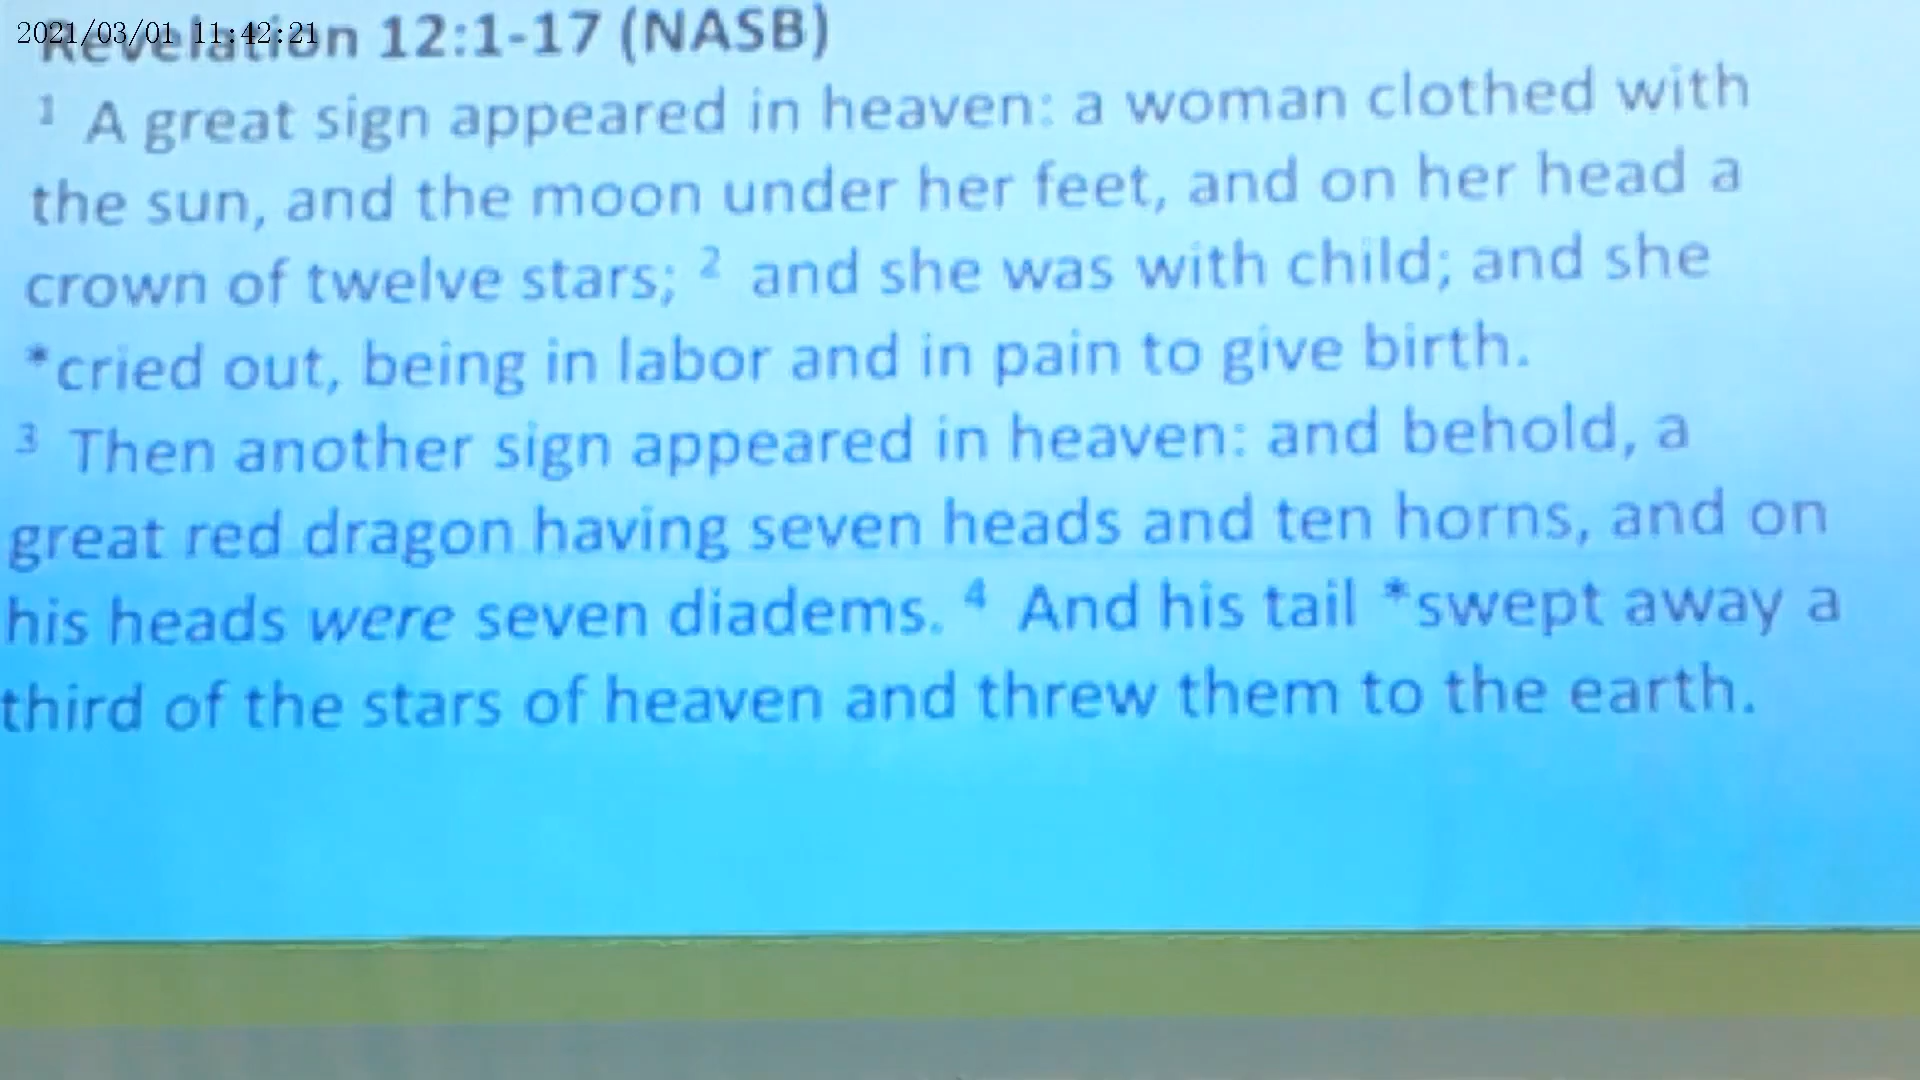 2021/03/01 11:42:21
Revelation 12:1-17 (NASB)
1 A great sign appeared in heaven: a woman clothed with
the sun, and the moon under her feet, and on her head a
crown of twelve stars; 2 and she was with child; and she
*cried out, being in labor and in pain to give birth.
3 Then another sign appeared in heaven: and behold, a
great red dragon having seven heads and ten horns, and on
his heads were seven diadems. 4 And his tail *swept away a
third of the stars of heaven and threw them to the earth.